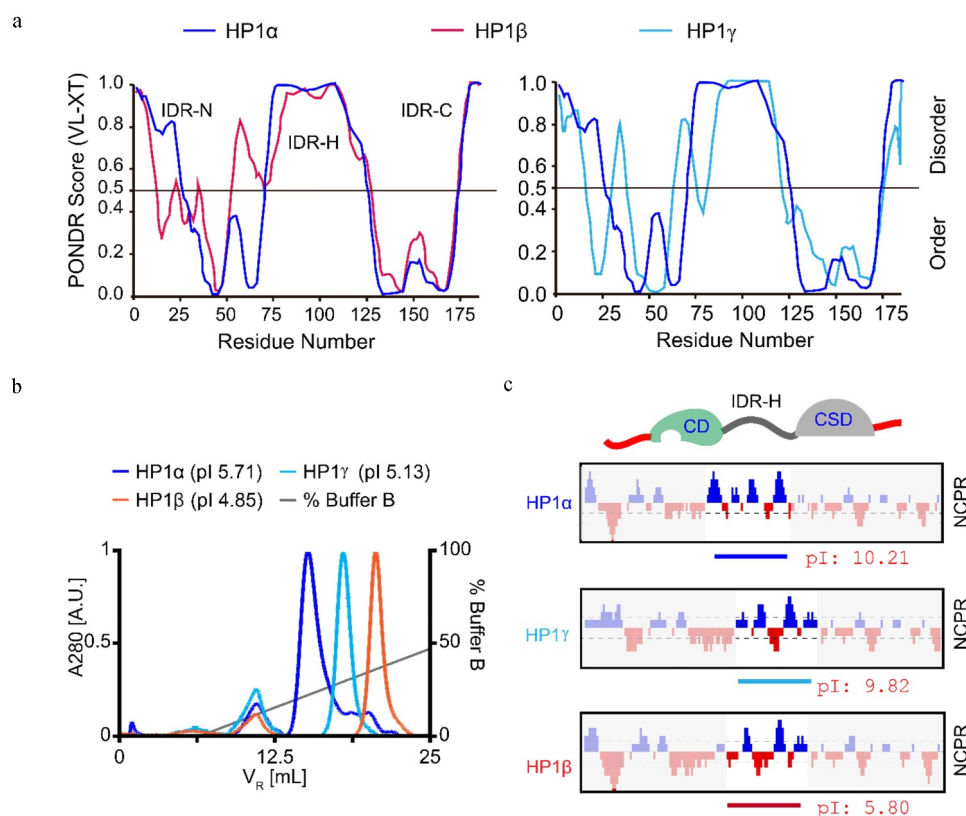 a
HP1α HP1β HP1γ
PONDR Score (VL-XT)
1.0
0.8
0.6
0.5
0.4
0.2
0.0
IDR-N
IDR-H
IDR-C
0 25 50 75 100 125 150 175
Residue Number
1.0
0.8
0.6
0.5
0.4
0.2
0.0
0 25 50 75 100 125 150 175
Residue Number
Disorder
Order
b
HP1α (pI 5.71) HP1γ (pI 5.13)
HP1β (pI 4.85) % Buffer B
A280 [A.U.]
1
0.5
0
0 12.5 25
VR [mL]
100
50
0
% Buffer B
c
IDR-H
CD CSD
HP1α NCPR
pI: 10.21
HP1γ NCPR
pI: 9.82
HP1β NCPR
pI: 5.80